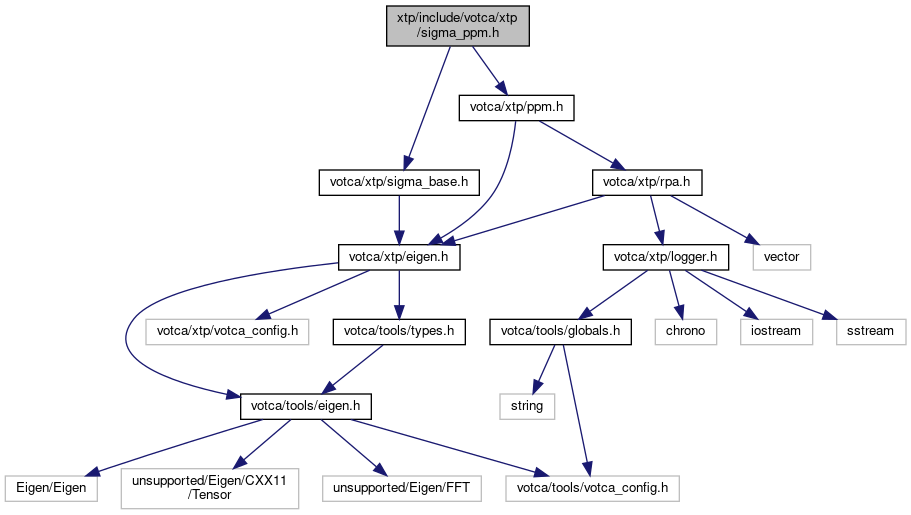 xtp/include/votca/xtp
/sigma_ppm.h
votca/xtp/ppm.h
votca/xtp/sigma_base.h
votca/xtp/rpa.h
votca/xtp/eigen.h
votca/xtp/logger.h
vector
votca/xtp/votca_config.h
votca/tools/types.h
votca/tools/globals.h
chrono
iostream
sstream
votca/tools/eigen.h
string
Eigen/Eigen
unsupported/Eigen/CXX11
/Tensor
unsupported/Eigen/FFT
votca/tools/votca_config.h